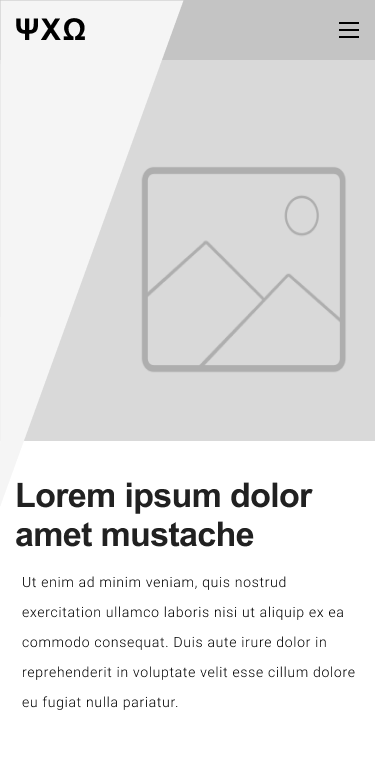 ΨΧΩ
Lorem ipsum dolor
amet mustache
Ut enim ad minim veniam, quis nostrud
exercitation ullamco laboris nisi ut aliquip ex ea
commodo consequat. Duis aute irure dolor in
reprehenderit in voluptate velit esse cillum dolore
eu fugiat nulla pariatur.